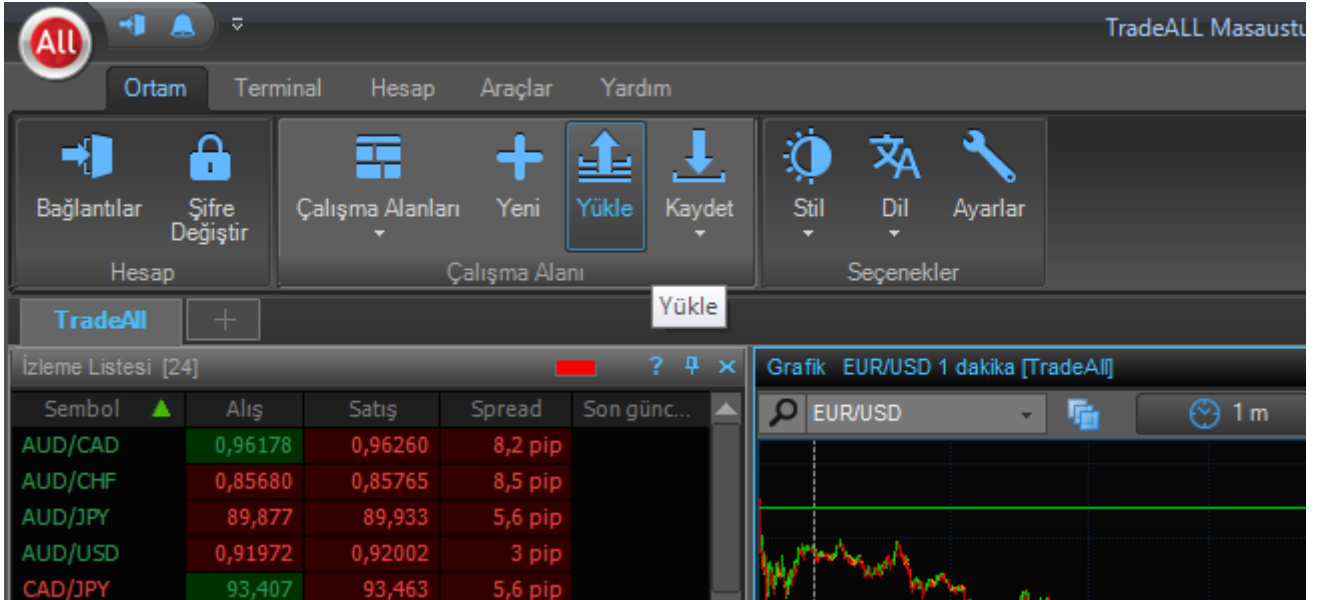 All
TradeALL Masaustu
Ortam Terminal Hesap Araçlar Yardım
Bağlantılar Şifre Değiştir Çalışma Alanları Yeni Yükle Kaydet Stil Dil Ayarlar
Hesap Çalışma Alanı Seçenekler
Yükle
TradeAll +
İzleme Listesi [24] ?
Grafik EUR/USD 1 dakika [TradeAll]
Sembol Alış Satış Spread Son günc...
EUR/USD 1 m
AUD/CAD 0,96178 0,96260 8,2 pip
AUD/CHF 0,85680 0,85765 8,5 pip
AUD/JPY 89,877 89,933 5,6 pip
AUD/USD 0,91972 0,92002 3 pip
CAD/JPY 93,407 93,463 5,6 pip